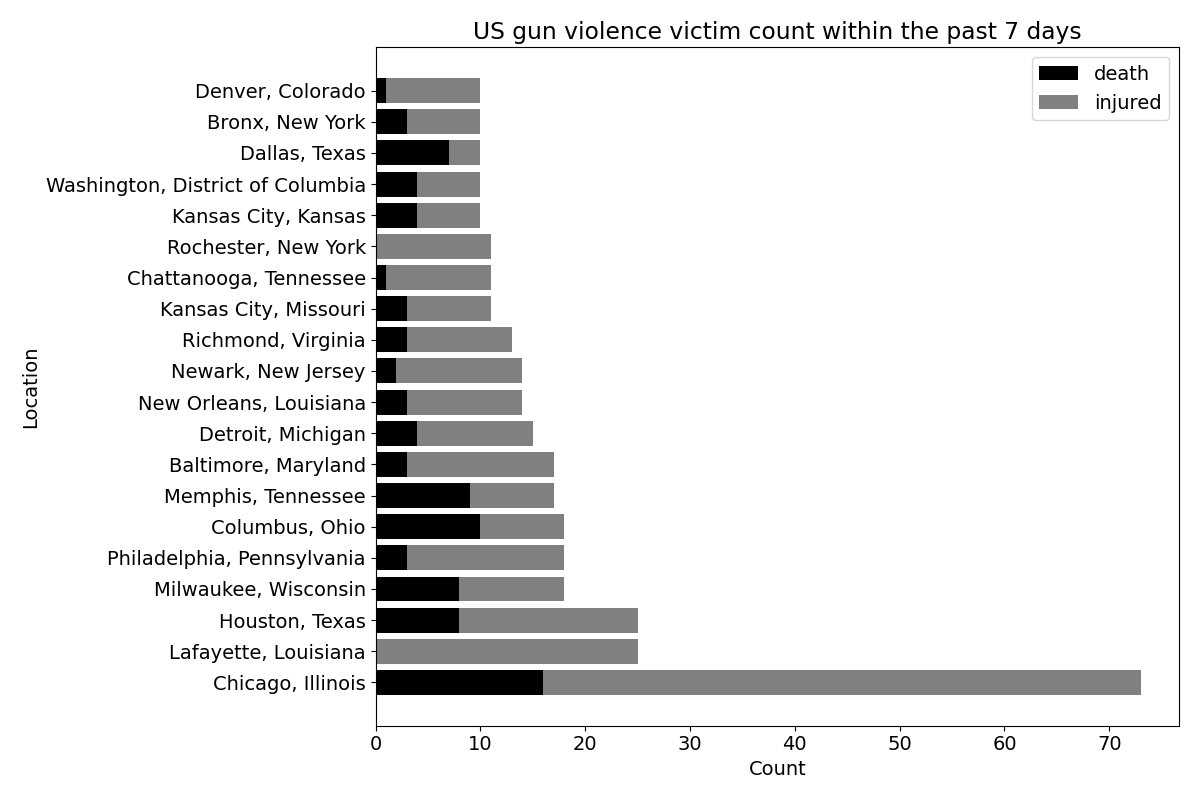 US gun violence victim count within the past 7 days
death
injured
Denver, Colorado
Bronx, New York
Dallas, Texas
Washington, District of Columbia
Kansas City, Kansas
Rochester, New York
Chattanooga, Tennessee
Kansas City, Missouri
Richmond, Virginia
Newark, New Jersey
New Orleans, Louisiana
Detroit, Michigan
Baltimore, Maryland
Memphis, Tennessee
Columbus, Ohio
Philadelphia, Pennsylvania
Milwaukee, Wisconsin
Houston, Texas
Lafayette, Louisiana
Chicago, Illinois
Location
0 10 20 30 40 50 60 70
Count